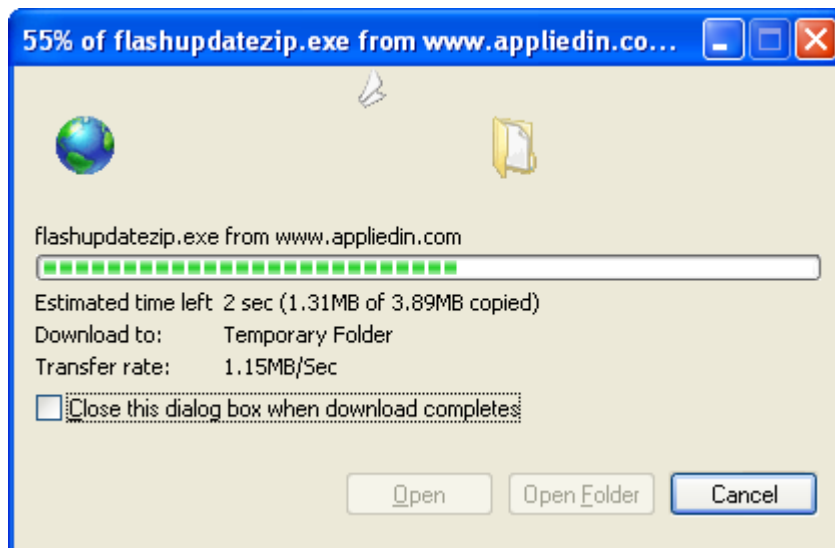 55% of flashupdatezip.exe from www.appliedin.co...
flashupdatezip.exe from www.appliedin.com
Estimated time left 2 sec (1.31MB of 3.89MB copied)
Download to: Temporary Folder
Transfer rate: 1.15MB/Sec
Close this dialog box when download completes
Open Open Folder Cancel